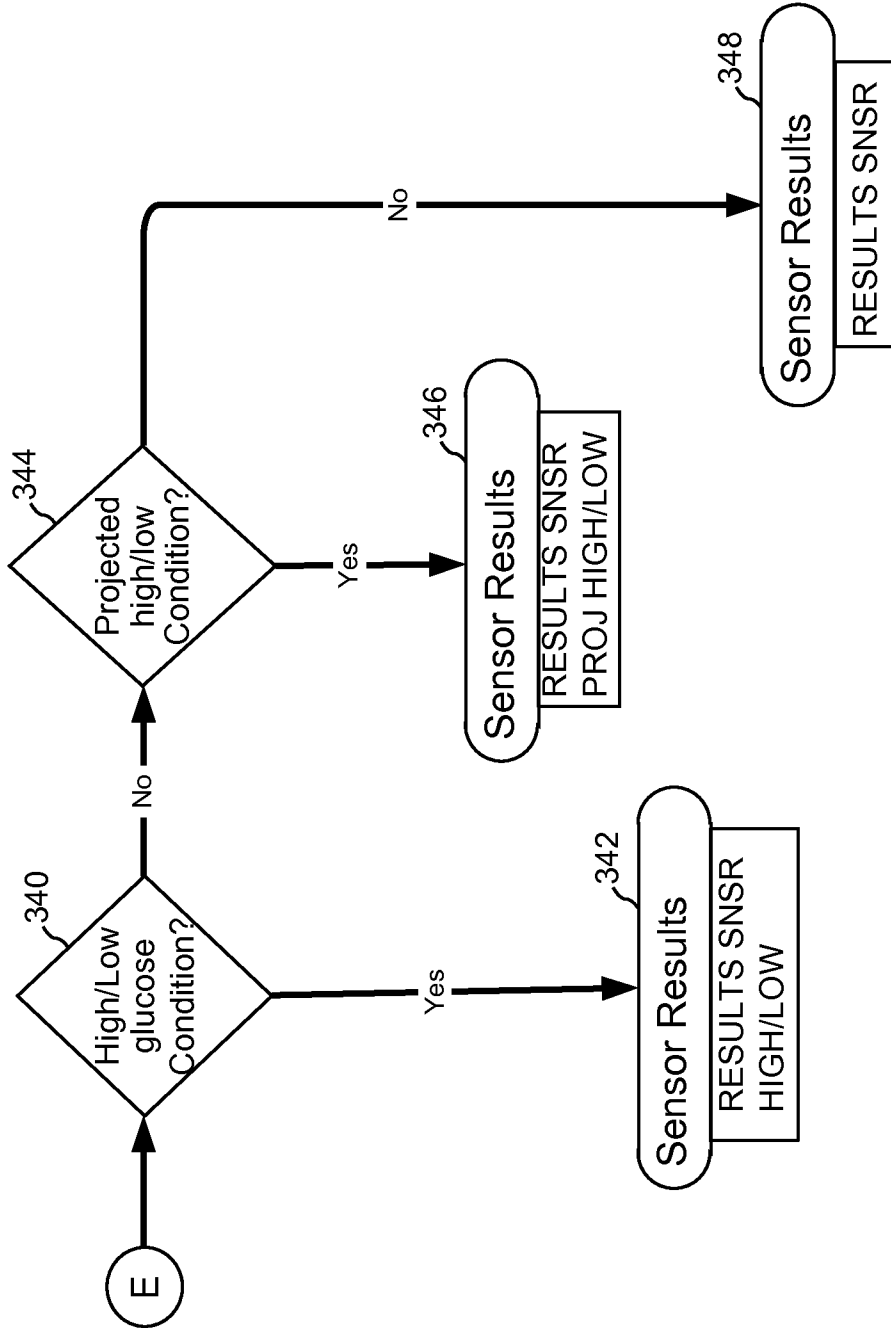 E
340
High/Low
glucose
Condition?
No
344
Projected
high/low
Condition?
No
Yes
342
Sensor Results
RESULTS SNSR
HIGH/LOW
Yes
346
Sensor Results
RESULTS SNSR
PROJ HIGH/LOW
348
Sensor Results
RESULTS SNSR